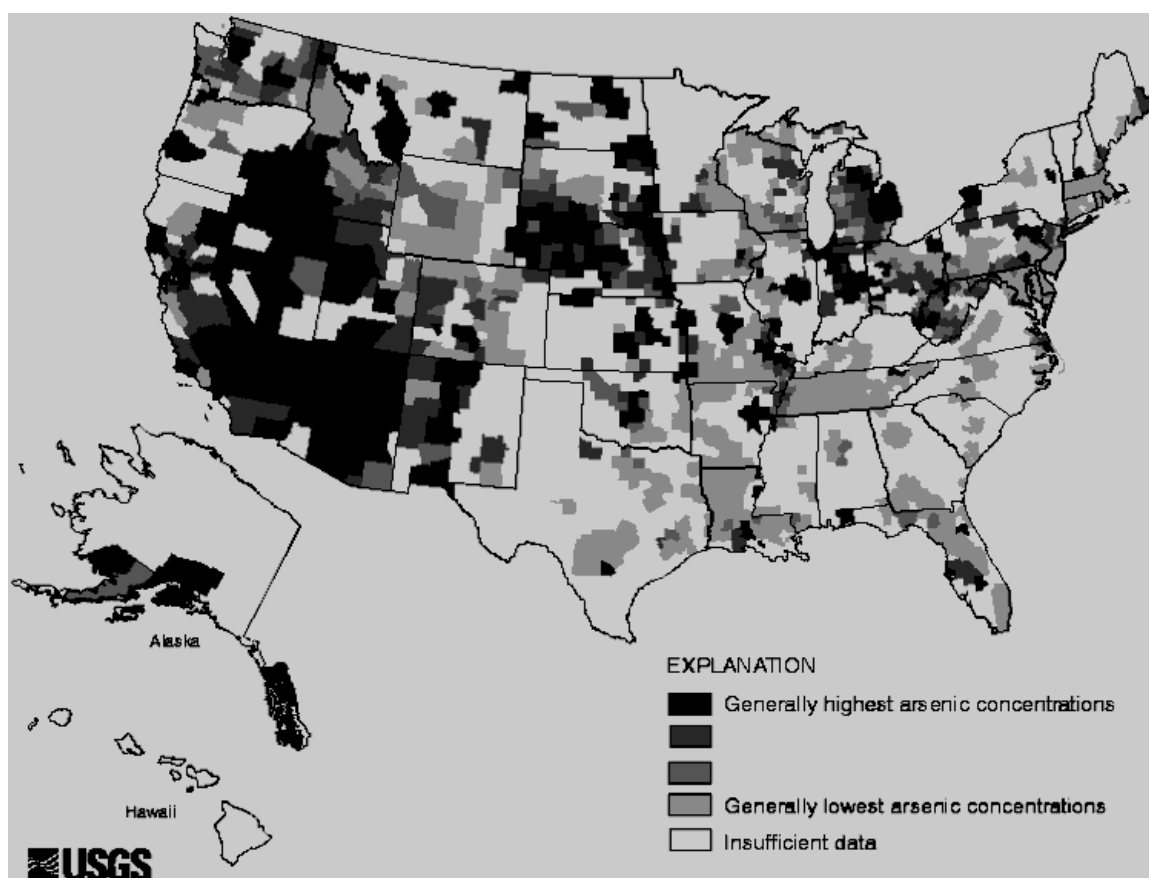 Alaska
Hawaii
USGS
EXPLANATION
Generally highest arsenic concentrations
Generally lowest arsenic concentrations
Insufficient data